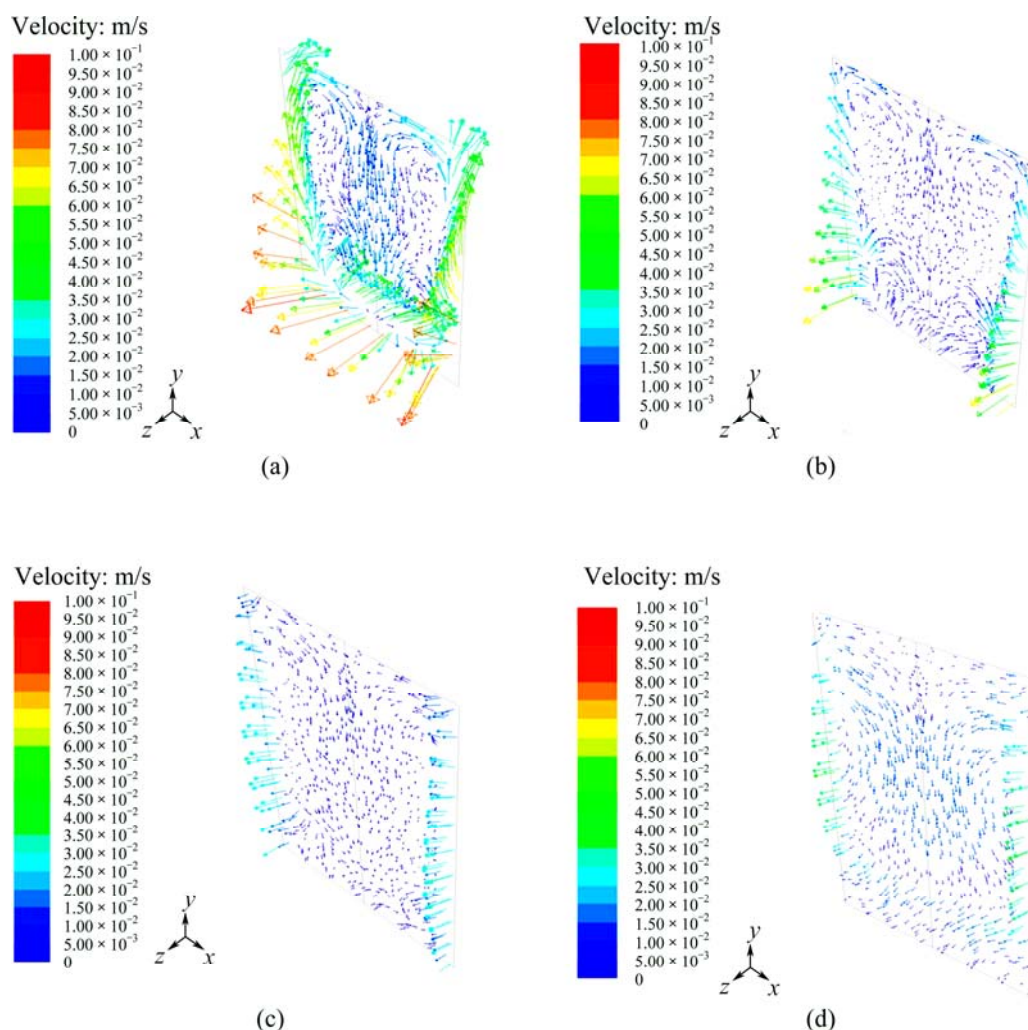 Velocity: m/s
1.00 × 10⁻¹
9.50 × 10⁻²
9.00 × 10⁻²
8.00 × 10⁻²
7.50 × 10⁻²
7.00 × 10⁻²
6.50 × 10⁻²
6.00 × 10⁻²
5.50 × 10⁻²
5.00 × 10⁻²
4.50 × 10⁻²
4.00 × 10⁻²
3.50 × 10⁻²
3.00 × 10⁻²
2.50 × 10⁻²
2.00 × 10⁻²
1.50 × 10⁻²
1.00 × 10⁻²
5.00 × 10⁻³
0
y
z
x
(a)
Velocity: m/s
1.00 × 10⁻¹
9.50 × 10⁻²
9.00 × 10⁻²
8.00 × 10⁻²
7.50 × 10⁻²
7.00 × 10⁻²
6.50 × 10⁻²
6.00 × 10⁻²
5.50 × 10⁻²
5.00 × 10⁻²
4.50 × 10⁻²
4.00 × 10⁻²
3.50 × 10⁻²
3.00 × 10⁻²
2.50 × 10⁻²
2.00 × 10⁻²
1.50 × 10⁻²
1.00 × 10⁻²
5.00 × 10⁻³
0
y
z
x
(b)
Velocity: m/s
1.00 × 10⁻¹
9.50 × 10⁻²
9.00 × 10⁻²
8.00 × 10⁻²
7.50 × 10⁻²
7.00 × 10⁻²
6.50 × 10⁻²
6.00 × 10⁻²
5.50 × 10⁻²
5.00 × 10⁻²
4.50 × 10⁻²
4.00 × 10⁻²
3.50 × 10⁻²
3.00 × 10⁻²
2.50 × 10⁻²
2.00 × 10⁻²
1.50 × 10⁻²
1.00 × 10⁻²
5.00 × 10⁻³
0
y
z
x
(c)
Velocity: m/s
1.00 × 10⁻¹
9.50 × 10⁻²
9.00 × 10⁻²
8.00 × 10⁻²
7.50 × 10⁻²
7.00 × 10⁻²
6.50 × 10⁻²
6.00 × 10⁻²
5.50 × 10⁻²
5.00 × 10⁻²
4.50 × 10⁻²
4.00 × 10⁻²
3.50 × 10⁻²
3.00 × 10⁻²
2.50 × 10⁻²
2.00 × 10⁻²
1.50 × 10⁻²
1.00 × 10⁻²
5.00 × 10⁻³
0
y
z
x
(d)